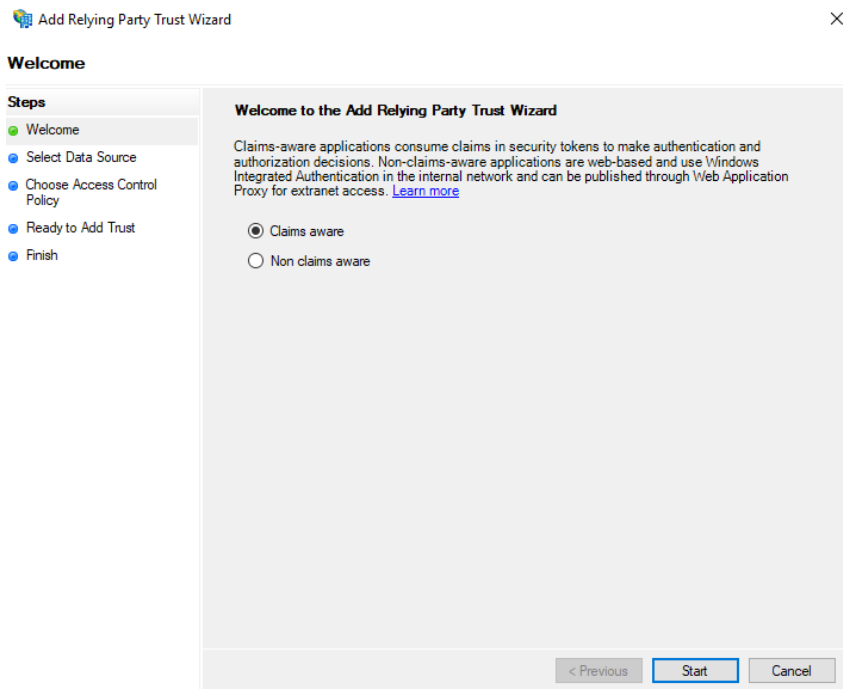 Add Relying Party Trust Wizard
Welcome
Steps
Welcome
Select Data Source
Choose Access Control
Policy
Ready to Add Trust
Finish
Welcome to the Add Relying Party Trust Wizard
Claims-aware applications consume claims in security tokens to make authentication and
authorization decisions. Non-claims-aware applications are web-based and use Windows
Integrated Authentication in the internal network and can be published through Web Application
Proxy for extranet access. Learn more
Claims aware
Non claims aware
< Previous
Start
Cancel